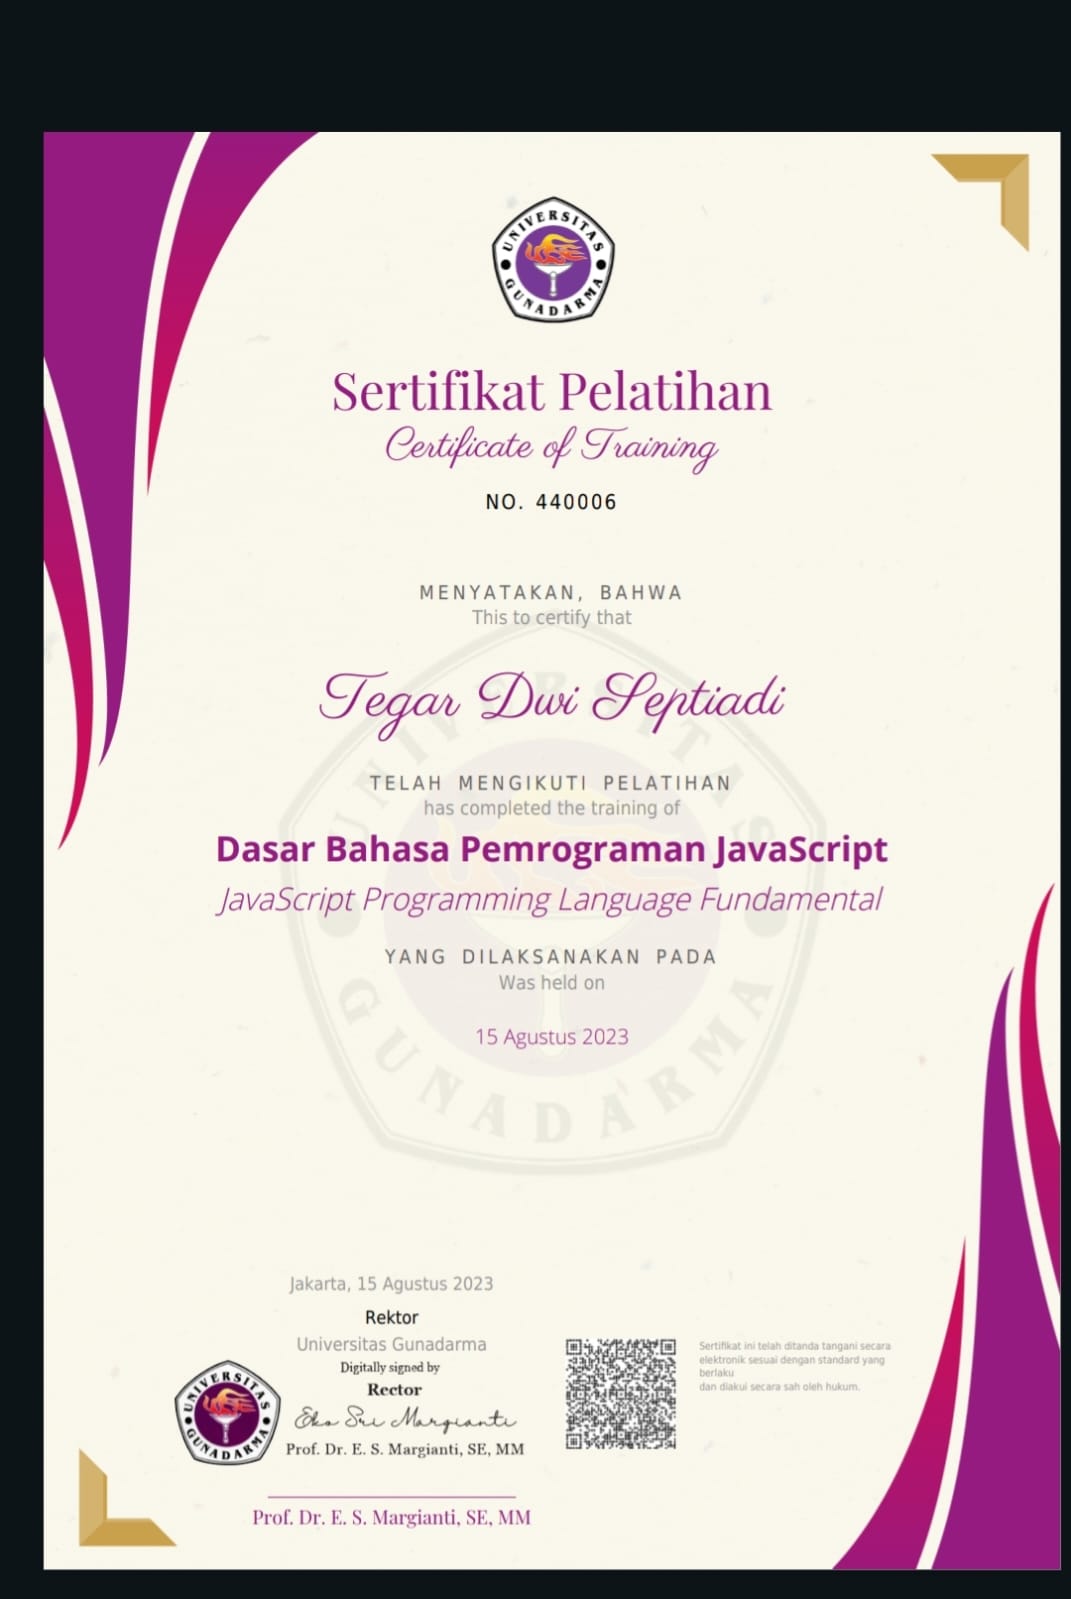 UNIVERSITAS
GUNADARMA
Sertifikat Pelatihan
Certificate of Training
NO. 440006
MENYATAKAN, BAHWA
This to certify that
Tegar Dwi Septiadi
TELAH MENGIKUTI PELATIHAN
has completed the training of
Dasar Bahasa Pemrograman JavaScript
JavaScript Programming Language Fundamental
YANG DILAKSANAKAN PADA
Was held on
15 Agustus 2023
UNIVERSITAS
GUNADARMA
Jakarta, 15 Agustus 2023
Rektor
Universitas Gunadarma
Digitally signed by
Rector
Eko Sri Margianti
Prof. Dr. E. S. Margianti, SE, MM
UNIVERSITAS
GUNADARMA
Prof. Dr. E. S. Margianti, SE, MM
Sertifikat ini telah ditanda tangani secara
elektronik sesuai dengan standard yang
berlaku
dan diakui secara sah oleh hukum.